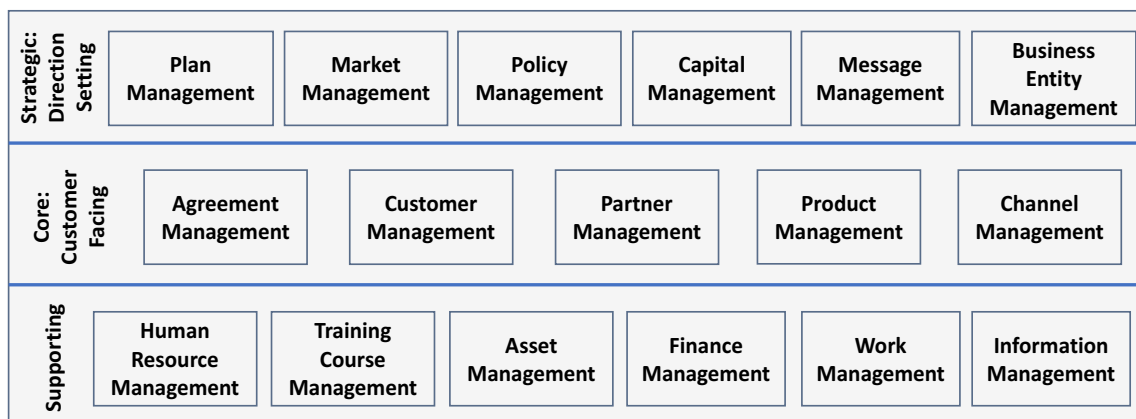 Strategic:
Direction
Setting
Plan
Management
Market
Management
Policy
Management
Capital
Management
Message
Management
Business
Entity
Management
Core:
Customer
Facing
Agreement
Management
Customer
Management
Partner
Management
Product
Management
Channel
Management
Supporting
Human
Resource
Management
Training
Course
Management
Asset
Management
Finance
Management
Work
Management
Information
Management